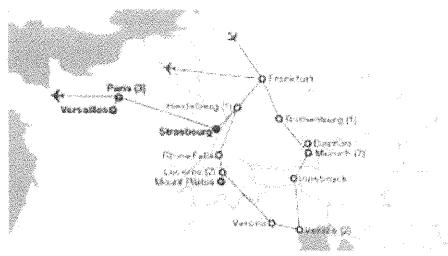 Frankfurt
Paris (3)
Versailles
Heidelberg (1)
Rothenburg (1)
Strasbourg
Dachau
Munich (2)
Rhine Falls
Lucerne (2)
Mount Pilatus
Innsbruck
Verona
Venice (2)